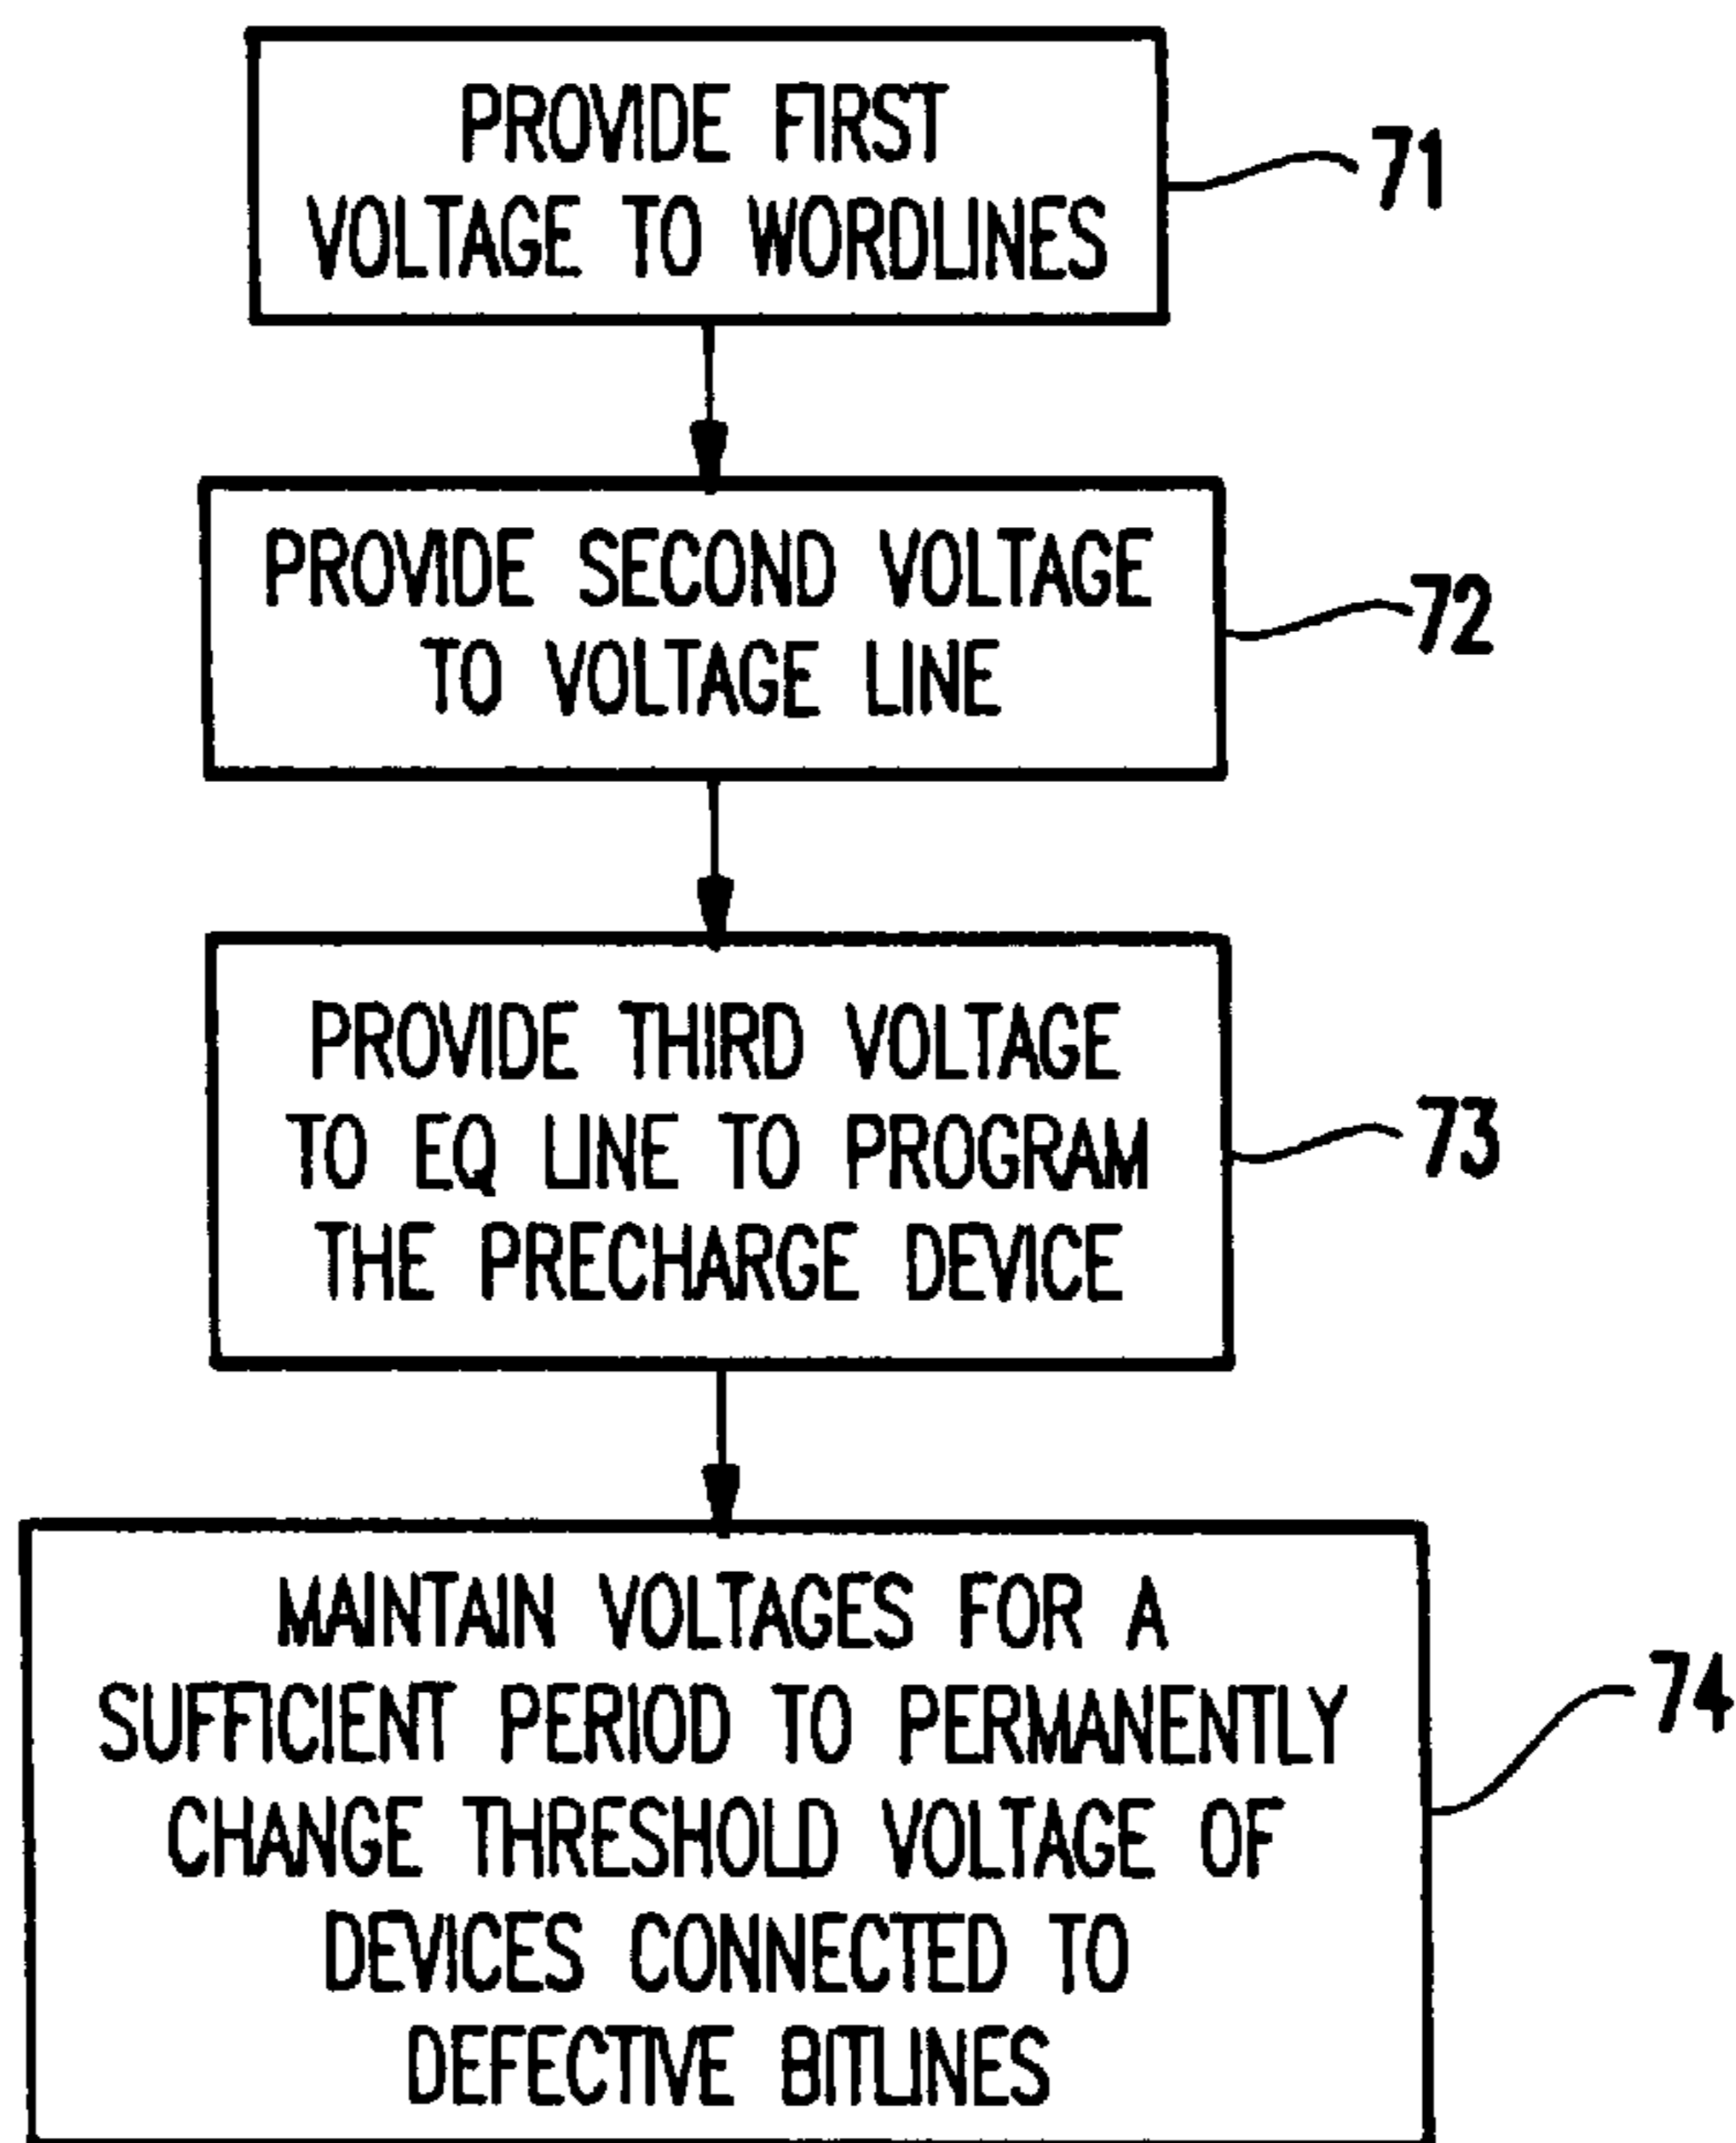 PROVIDE FIRST
VOLTAGE TO WORDLINES
71
PROVIDE SECOND VOLTAGE
TO VOLTAGE LINE
72
PROVIDE THIRD VOLTAGE
TO EQ LINE TO PROGRAM
THE PRECHARGE DEVICE
73
MAINTAIN VOLTAGES FOR A
SUFFICIENT PERIOD TO PERMANENTLY
CHANGE THRESHOLD VOLTAGE OF
DEVICES CONNECTED TO
DEFECTIVE BITLINES
74